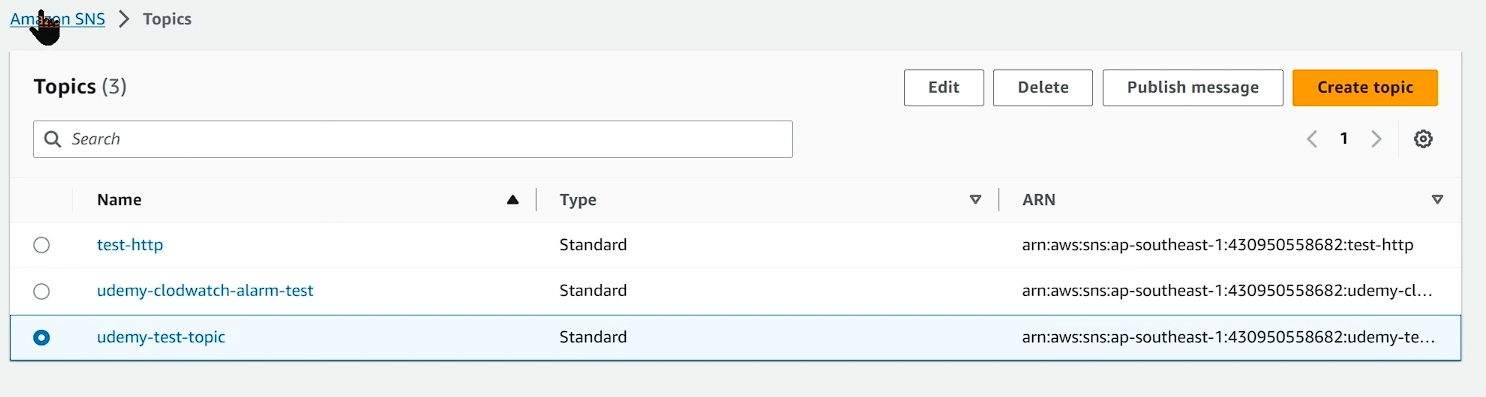 Amazon SNS > Topics
Topics (3) Edit Delete Publish message Create topic
Search 1
Name Type ARN
test-http Standard arn:aws:sns:ap-southeast-1:430950558682:test-http
udemy-clodwatch-alarm-test Standard arn:aws:sns:ap-southeast-1:430950558682:udemy-cl...
udemy-test-topic Standard arn:aws:sns:ap-southeast-1:430950558682:udemy-te...